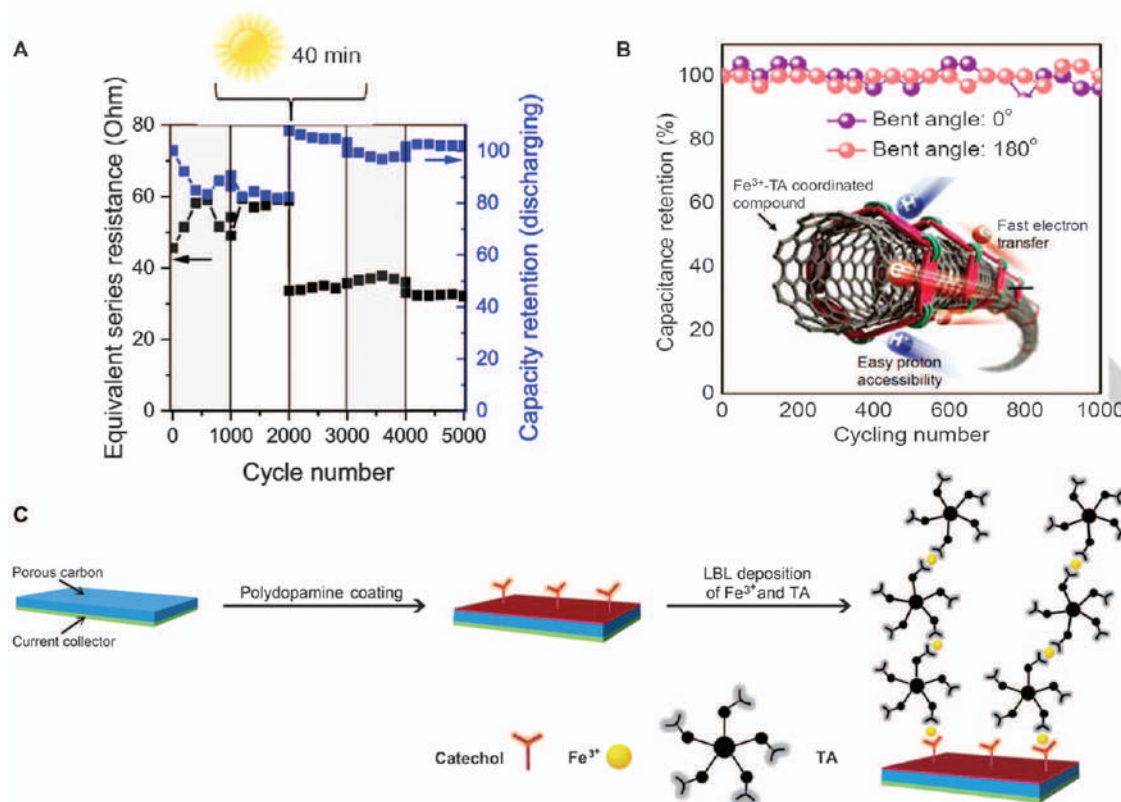 A
40 min
Equivalent series resistance (Ohm)
80
60
40
20
0
100
80
60
40
20
0
Capacity retention (discharging)
0 1000 2000 3000 4000 5000
Cycle number
B
Capacitance retention (%)
100
80
60
40
20
0
Bent angle: 0°
Bent angle: 180°
Fe³⁺-TA coordinated
compound
H⁺
Fast electron
transfer
Easy proton
accessibility
0 200 400 600 800 1000
Cycling number
C
Porous carbon
Current collector
Polydopamine coating
LBL deposition
of Fe³⁺ and TA
Catechol
Fe³⁺
TA